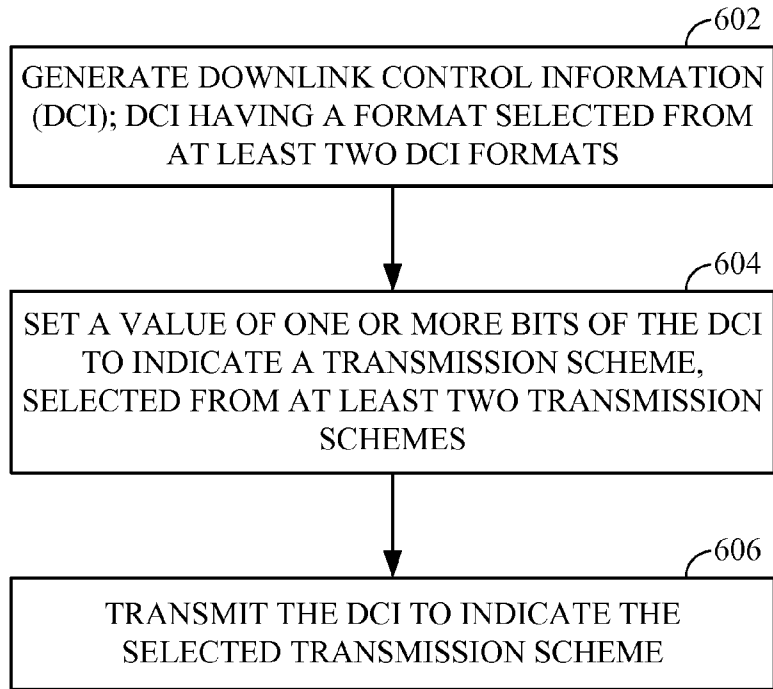 602
GENERATE DOWNLINK CONTROL INFORMATION
(DCI); DCI HAVING A FORMAT SELECTED FROM
AT LEAST TWO DCI FORMATS
604
SET A VALUE OF ONE OR MORE BITS OF THE DCI
TO INDICATE A TRANSMISSION SCHEME,
SELECTED FROM AT LEAST TWO TRANSMISSION
SCHEMES
606
TRANSMIT THE DCI TO INDICATE THE
SELECTED TRANSMISSION SCHEME